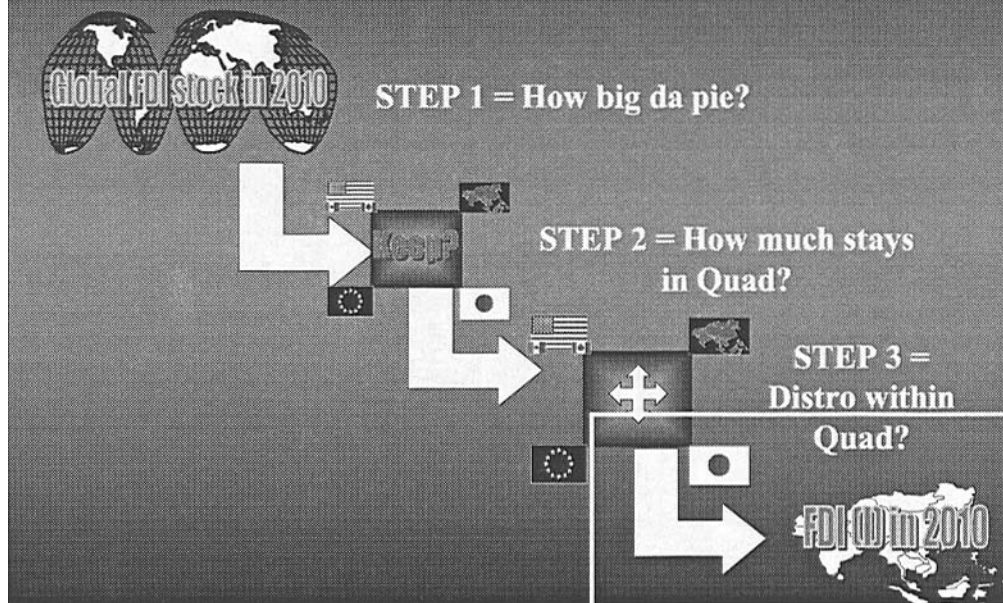 Global FDI stock in 2010
STEP 1 = How big da pie?
Keep?
STEP 2 = How much stays
in Quad?
STEP 3 =
Distro within
Quad?
FDI (I) in 2010